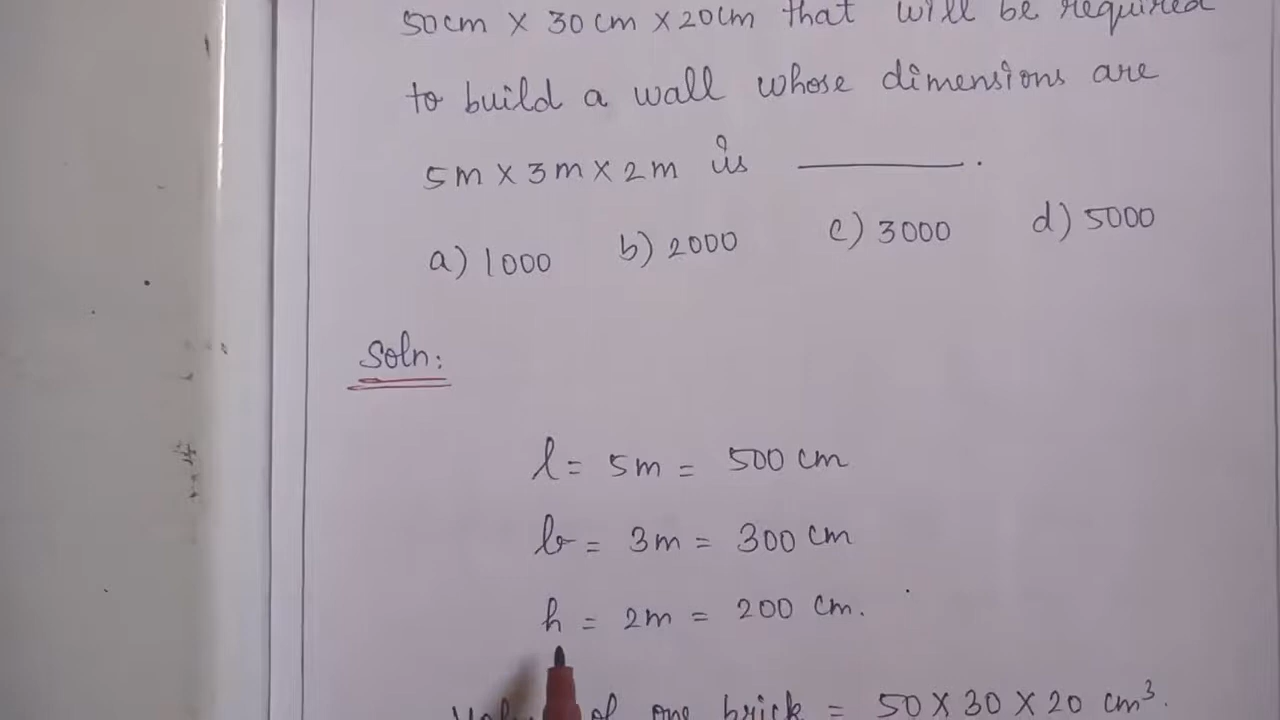 50cm × 30cm × 20cm that will be required
to build a wall whose dimensions are
5m × 3m × 2m is ______.
a) 1000 b) 2000 c) 3000 d) 5000
Soln:
l = 5m = 500 cm
b = 3m = 300 cm
h = 2m = 200 cm.
of one brick = 50 × 30 × 20 cm³.